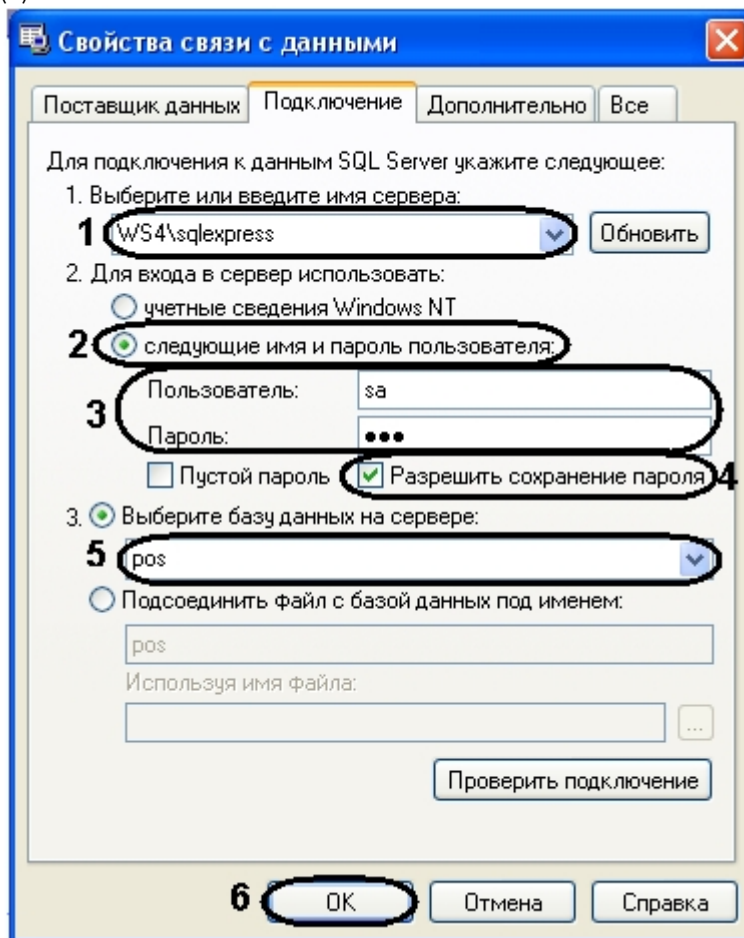 Свойства связи с данными
Поставщик данных Подключение Дополнительно Все
Для подключения к данным SQL Server укажите следующее:
1. Выберите или введите имя сервера:
1 WS4\sqlexpress Обновить
2. Для входа в сервер использовать:
учетные сведения Windows NT
2 следующие имя и пароль пользователя:
Пользователь: sa
3
Пароль: •••
Пустой пароль Разрешить сохранение пароля 4
3. Выберите базу данных на сервере:
5 pos
Подсоединить файл с базой данных под именем:
pos
Используя имя файла:
...
Проверить подключение
6 OK Отмена Справка